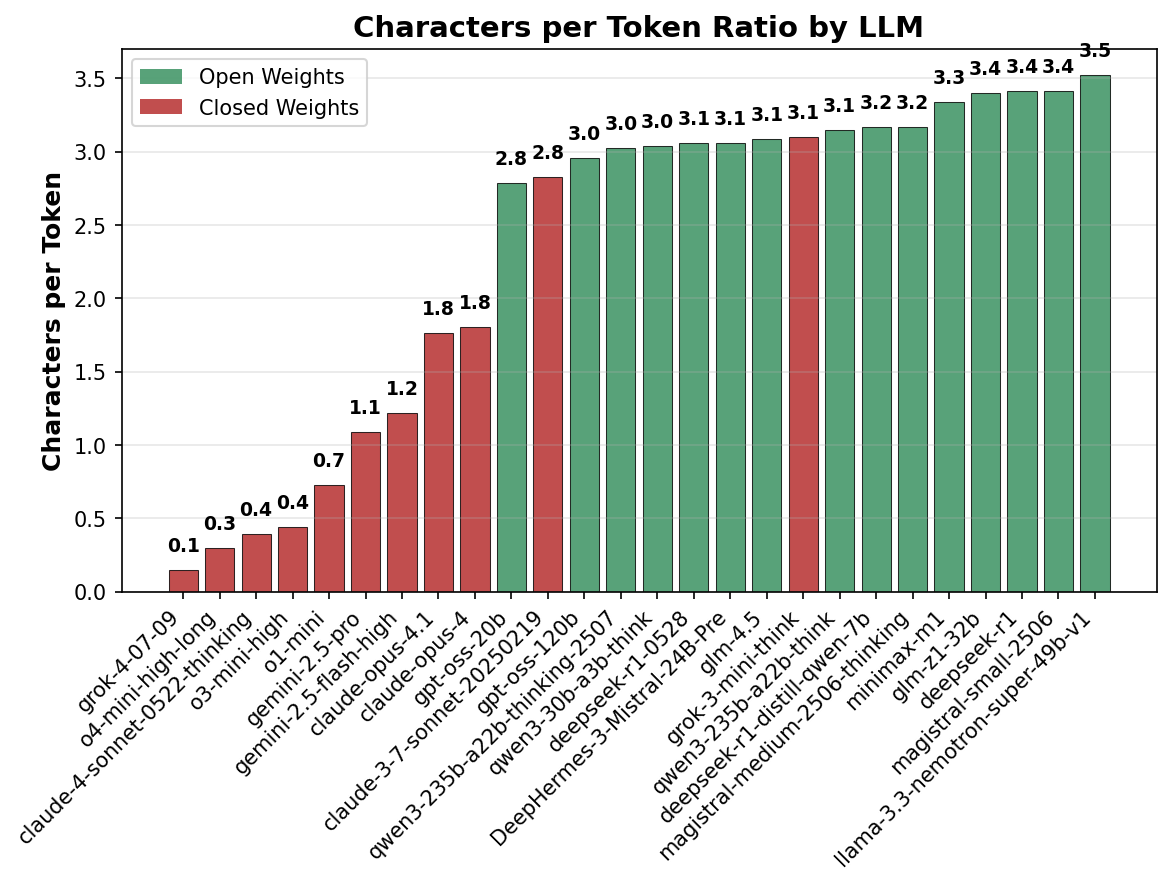 Characters per Token Ratio by LLM
Open Weights
Closed Weights
Characters per Token
3.5
3.0
2.5
2.0
1.5
1.0
0.5
0.0
0.1
0.3
0.4
0.4
0.7
1.1
1.2
1.8
1.8
2.8
2.8
3.0
3.0
3.0
3.1
3.1
3.1
3.1
3.1
3.2
3.2
3.3
3.4
3.4
3.4
3.5
grok-4-07-09
o4-mini-high-long
claude-4-sonnet-0522-thinking
o3-mini-high
o1-mini
gemini-2.5-pro
gemini-2.5-flash-high
claude-opus-4.1
claude-opus-4
gpt-oss-20b
claude-3-7-sonnet-20250219
gpt-oss-120b
qwen3-235b-a22b-thinking-2507
qwen3-30b-a3b-think
deepseek-r1-0528
DeepHermes-3-Mistral-24B-Pre
glm-4.5
grok-3-mini-think
qwen3-235b-a22b-think
deepseek-r1-distill-qwen-7b
magistral-medium-2506-thinking
minimax-m1
glm-z1-32b
deepseek-r1
magistral-small-2506
llama-3.3-nemotron-super-49b-v1